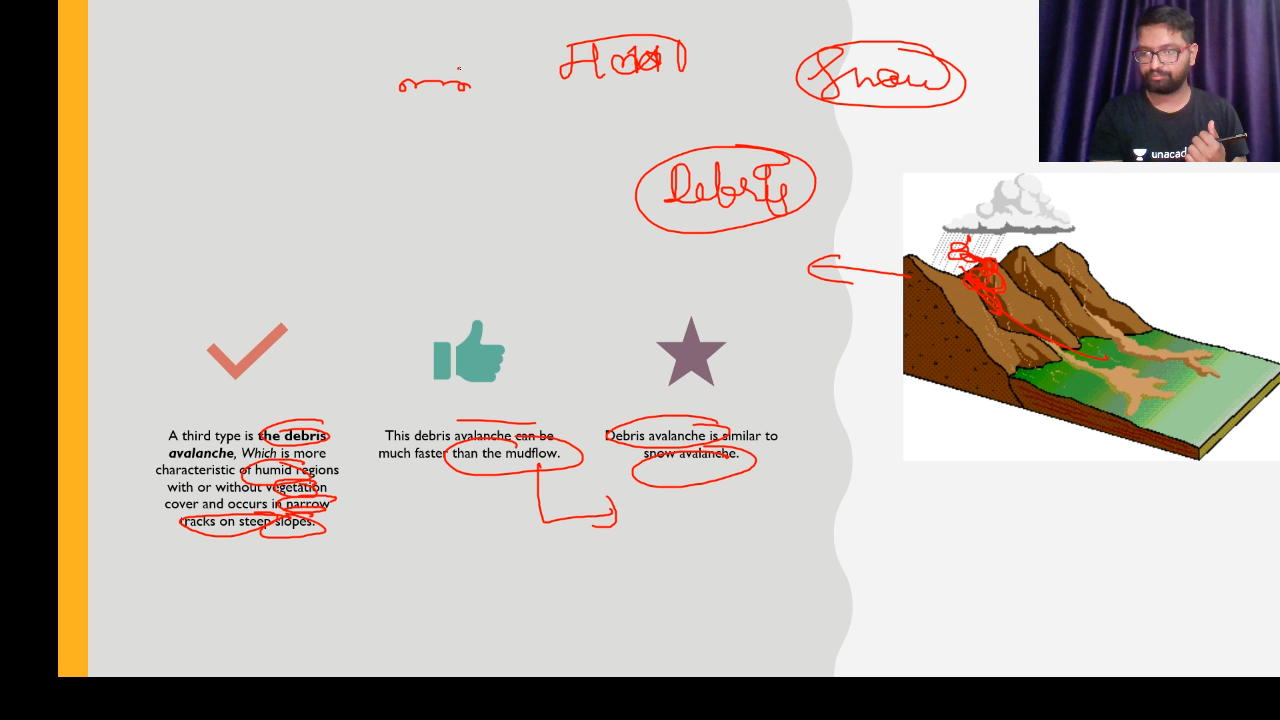 Snow
Debris
unacad
A third type is the debris
avalanche, Which is more
characteristic of humid regions
with or without vegetation
cover and occurs in narrow
tracks on steep slopes.
This debris avalanche can be
much faster than the mudflow.
Debris avalanche is similar to
snow avalanche.